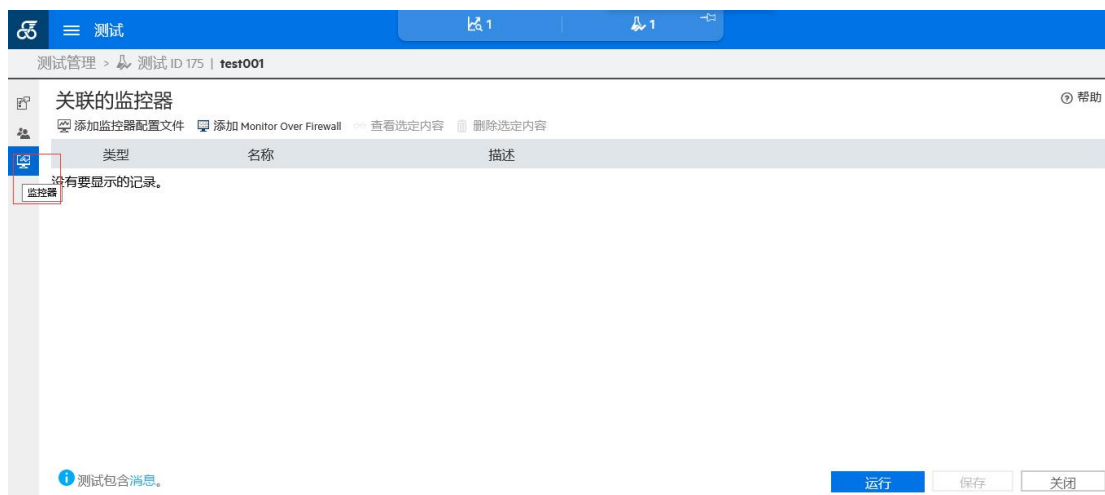 测试 1 1
测试管理 > 测试 ID 175 | test001
关联的监控器 帮助
添加监控器配置文件 添加 Monitor Over Firewall 查看选定内容 删除选定内容
类型 名称 描述
没有要显示的记录。
监控器
测试包含消息。 运行 保存 关闭